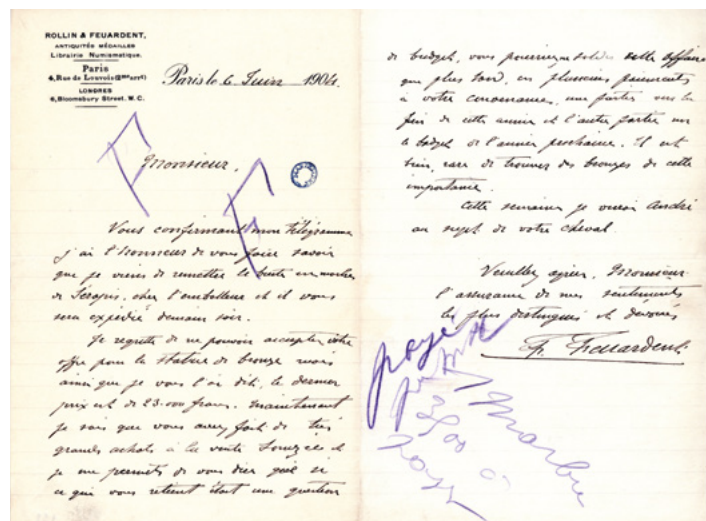 ROLLIN & FEUARDENT,
ANTIQUITÉS MÉDAILLES
Librairie Numismatique.
Paris
4, Rue de Louvois (2me arrt)
LONDRES
6, Bloomsbury Street. W.C.
Paris le 6 Juin 1904.
Monsieur,
Vous confirmant mon télégramme
j'ai l'honneur de vous faire savoir
que je viens de remettre le buste en marbre
de Serapis, chez l'emballeur et il vous
sera expédié demain soir.
Je regrette de ne pouvoir accepter votre
offre pour la statue de bronze mais
ainsi que je vous l'ai dit, le dernier
prix est de 23.000 francs. Maintenant
je sais que vous avez fait de très
grands achats à la vente et
je me permets de vous dire que si
ce qui vous retient était une question
de budget, vous pourriez solder cette affaire
que plus tard, en plusieurs paiements
à votre convenance, une partie vers la
fin de cette année et l'autre partie sur
le budget de l'année prochaine. Il est
bien rare de trouver des bronzes de cette
importance.
Cette semaine je verrai André
au sujet de votre cheval.
Veuillez agréer, Monsieur
l'assurance de mes sentiments
les plus distingués et dévoués
F. Feuardent.
payé
Marbre
3500